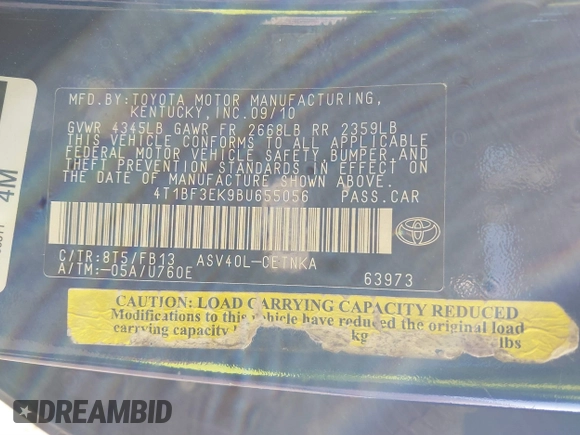 MFD.BY:TOYOTA MOTOR MANUFACTURING,
KENTUCKY,INC.09/10
GVWR 4345LB GAWR FR 2668LB RR 2359LB
THIS VEHICLE CONFORMS TO ALL APPLICABLE
FEDERAL MOTOR VEHICLE SAFETY,BUMPER,AND
THEFT PREVENTION STANDARDS IN EFFECT ON
THE DATE OF MANUFACTURE SHOWN ABOVE.
4T1BF3EK9BU655056 PASS.CAR
C/TR:8T5/FB13 ASV40L-CETNKA
A/TM:-05A/U760E 63973
TOYOTA
4M
CAUTION: LOAD CARRYING CAPACITY REDUCED
Modifications to this vehicle have reduced the original load
carrying capacity kg lbs
DREAMBID